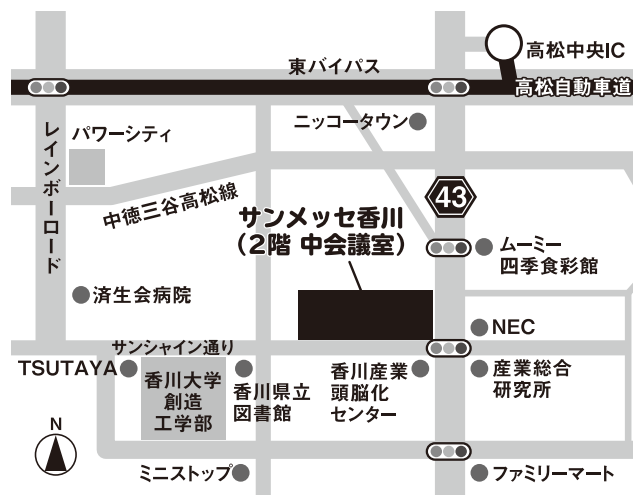 高松中央IC
東バイパス
高松自動車道
ニッコータウン
レインボーロード
パワーシティ
中徳三谷高松線
43
サンメッセ香川
(2階 中会議室)
ムーミー
四季食彩館
済生会病院
NEC
サンシャイン通り
TSUTAYA
香川大学
創造
工学部
香川県立
図書館
香川産業
頭脳化
センター
産業総合
研究所
N
ミニストップ
ファミリーマート